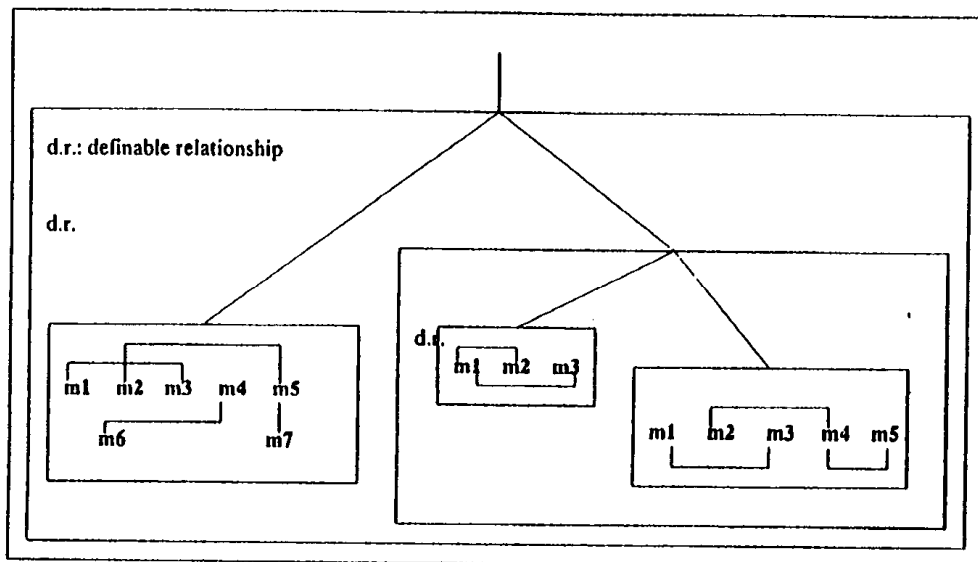 d.r.: definable relationship
d.r.
d.r.
m1 m2 m3 m4 m5
m6 m7
m1 m2 m3
m1 m2 m3 m4 m5